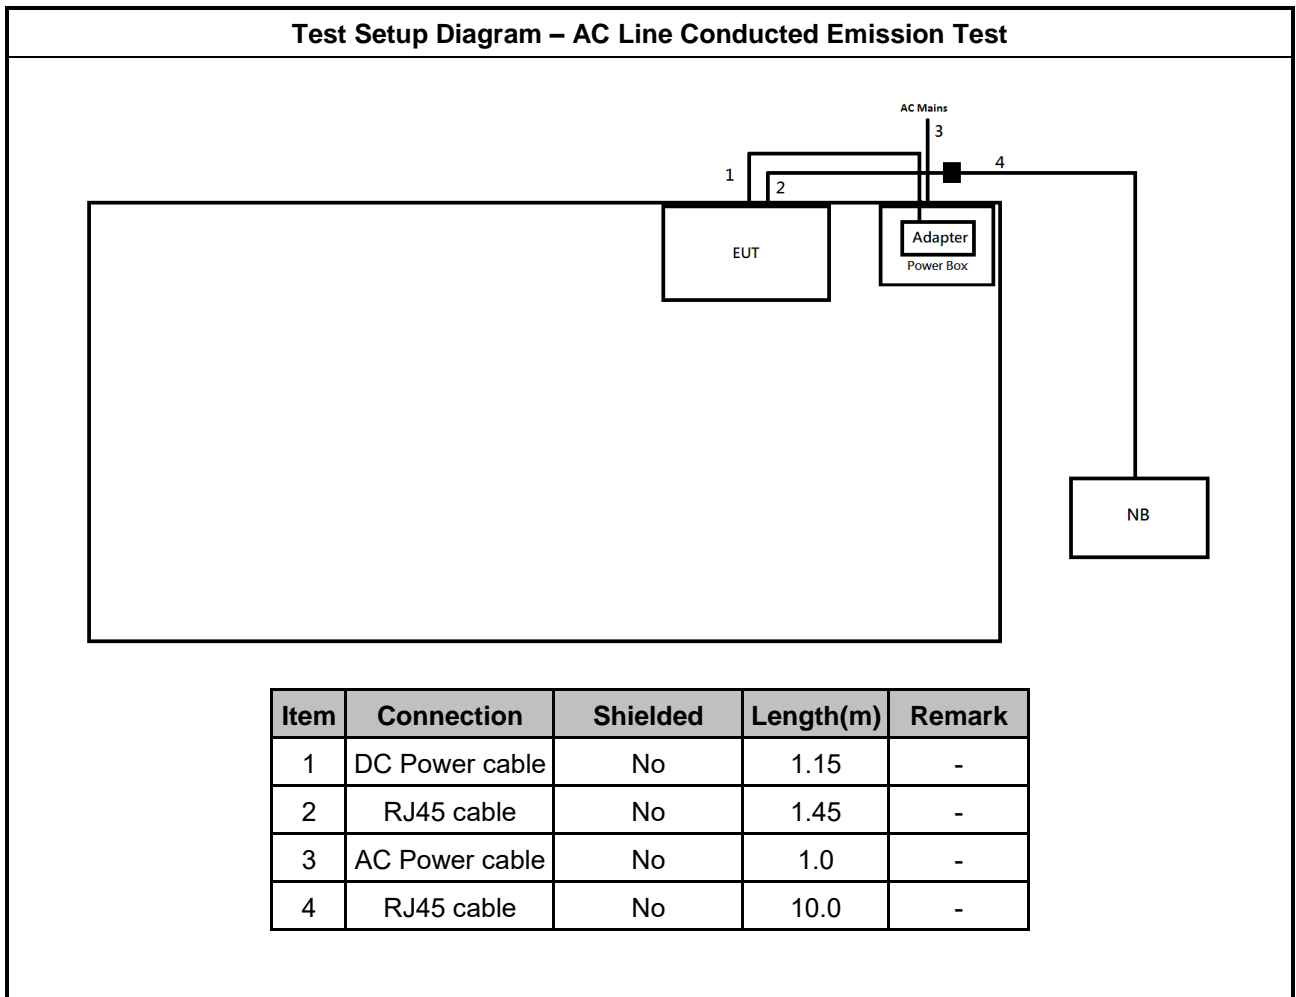 Test Setup Diagram – AC Line Conducted Emission Test
AC Mains
3
4
1
2
EUT
Adapter
Power Box
NB
Item Connection Shielded Length(m) Remark
1 DC Power cable No 1.15 -
2 RJ45 cable No 1.45 -
3 AC Power cable No 1.0 -
4 RJ45 cable No 10.0 -